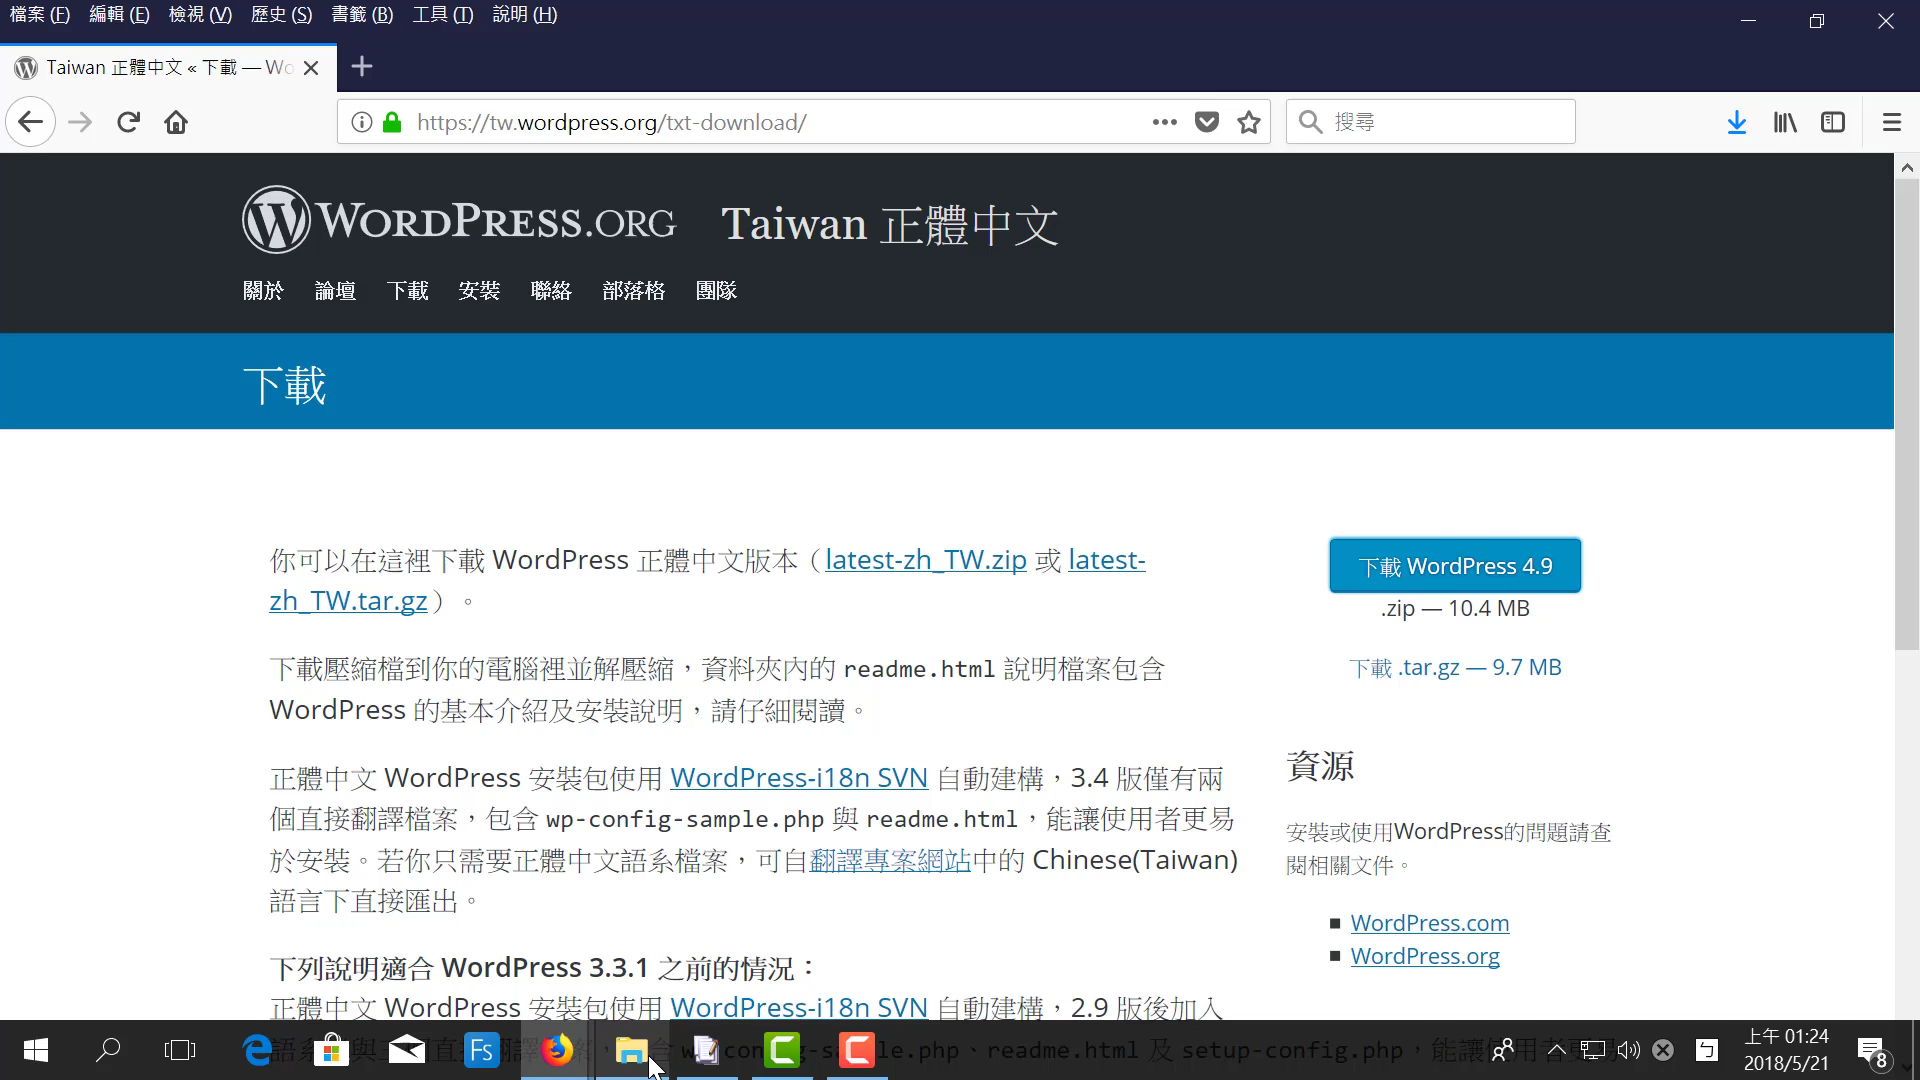 檔案 (F) 編輯 (E) 檢視 (V) 歷史 (S) 書籤 (B) 工具 (T) 說明 (H)
Taiwan 正體中文 « 下載 — Wo
https://tw.wordpress.org/txt-download/
搜尋
WORDPRESS.ORG Taiwan 正體中文
關於 論壇 下載 安裝 聯絡 部落格 團隊
下載
你可以在這裡下載 WordPress 正體中文版本（latest-zh_TW.zip 或 latest-
zh_TW.tar.gz）。
下載壓縮檔到你的電腦裡並解壓縮，資料夾內的 readme.html 說明檔案包含
WordPress 的基本介紹及安裝說明，請仔細閱讀。
正體中文 WordPress 安裝包使用 WordPress-i18n SVN 自動建構，3.4 版僅有兩
個直接翻譯檔案，包含 wp-config-sample.php 與 readme.html，能讓使用者更易
於安裝。若你只需要正體中文語系檔案，可自翻譯專案網站中的 Chinese(Taiwan)
語言下直接匯出。
下列說明適合 WordPress 3.3.1 之前的情況：
正體中文 WordPress 安裝包使用 WordPress-i18n SVN 自動建構，2.9 版後加入
下載 WordPress 4.9
.zip — 10.4 MB
下載 .tar.gz — 9.7 MB
資源
安裝或使用WordPress的問題請查
閱相關文件。
WordPress.com
WordPress.org
Fs
.php、readme.html 及 setup-config.php，能讓使用者
ㄅ
上午 01:24
2018/5/21
8